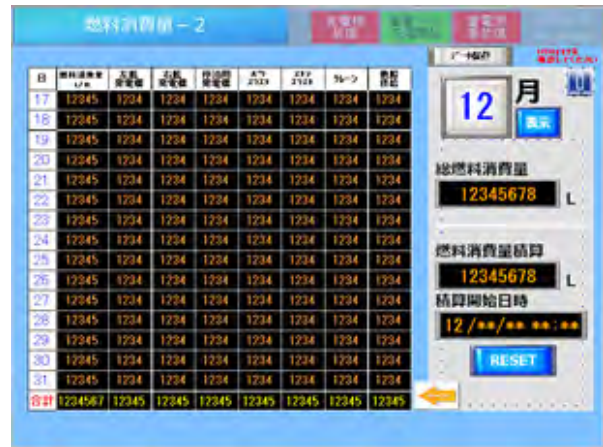 燃料消費量－2
データ保存
日
17 12345 1234 1234 1234 1234 1234 1234 1234
18 12345 1234 1234 1234 1234 1234 1234 1234
19 12345 1234 1234 1234 1234 1234 1234 1234
20 12345 1234 1234 1234 1234 1234 1234 1234
21 12345 1234 1234 1234 1234 1234 1234 1234
22 12345 1234 1234 1234 1234 1234 1234 1234
23 12345 1234 1234 1234 1234 1234 1234 1234
24 12345 1234 1234 1234 1234 1234 1234 1234
25 12345 1234 1234 1234 1234 1234 1234 1234
26 12345 1234 1234 1234 1234 1234 1234 1234
27 12345 1234 1234 1234 1234 1234 1234 1234
28 12345 1234 1234 1234 1234 1234 1234 1234
29 12345 1234 1234 1234 1234 1234 1234 1234
30 12345 1234 1234 1234 1234 1234 1234 1234
31 12345 1234 1234 1234 1234 1234 1234 1234
合計 1234567 12345 12345 12345 12345 12345 12345 12345
12 月
表示
総燃料消費量
12345678 L
燃料消費量積算
12345678 L
積算開始日時
12/**/** **:**
RESET